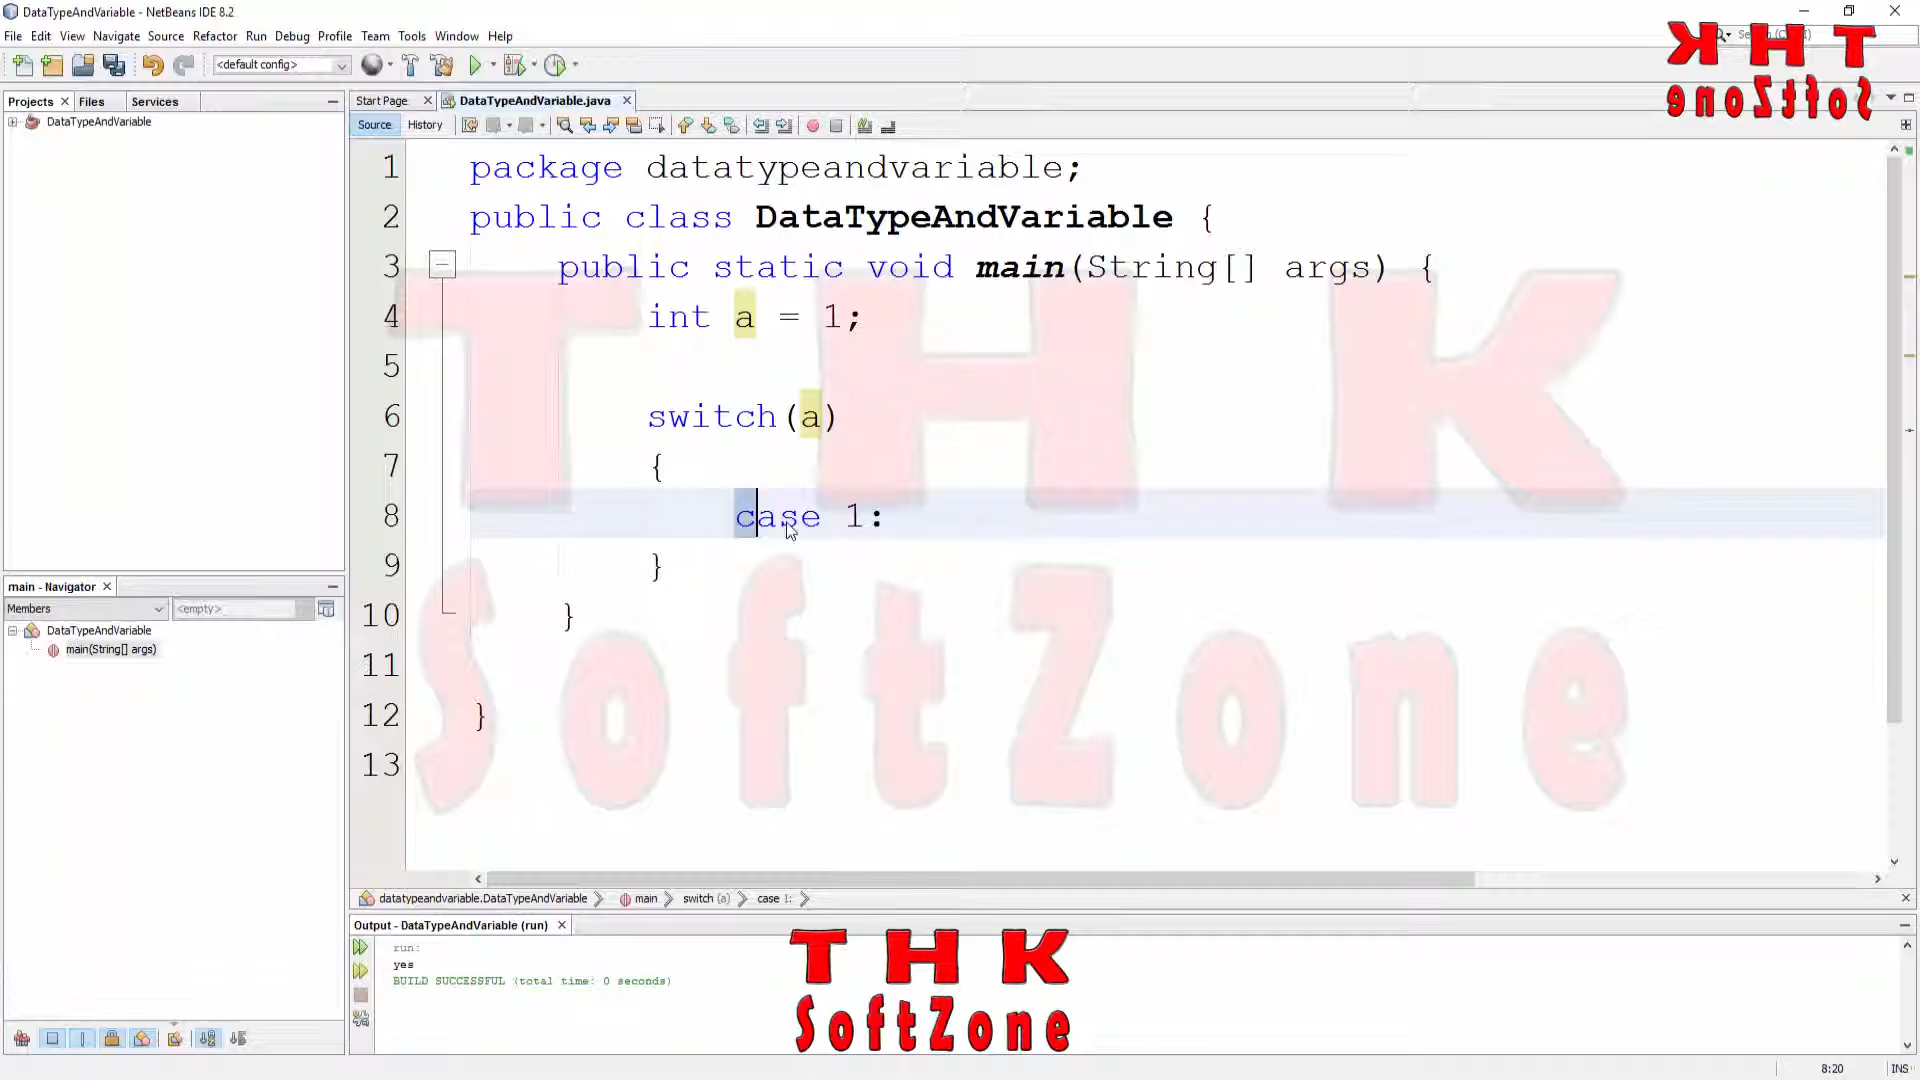 DataTypeAndVariable - NetBeans IDE 8.2
File Edit View Navigate Source Refactor Run Debug Profile Team Tools Window Help
THK
SoftZone
<default config>
Projects Files Services
Start Page DataTypeAndVariable.java
DataTypeAndVariable
Source History
1 package datatypeandvariable;
2 public class DataTypeAndVariable {
3 public static void main(String[] args) {
4 int a = 1;
5
6 switch(a)
7 {
8 case 1:
9 }
10 }
11
12 }
13
T H K
SoftZone
main - Navigator
Members <empty>
DataTypeAndVariable
main(String[] args)
datatypeandvariable.DataTypeAndVariable main switch (a) case 1:
Output - DataTypeAndVariable (run)
run:
yes
BUILD SUCCESSFUL (total time: 0 seconds)
T H K
SoftZone
8:20 INS